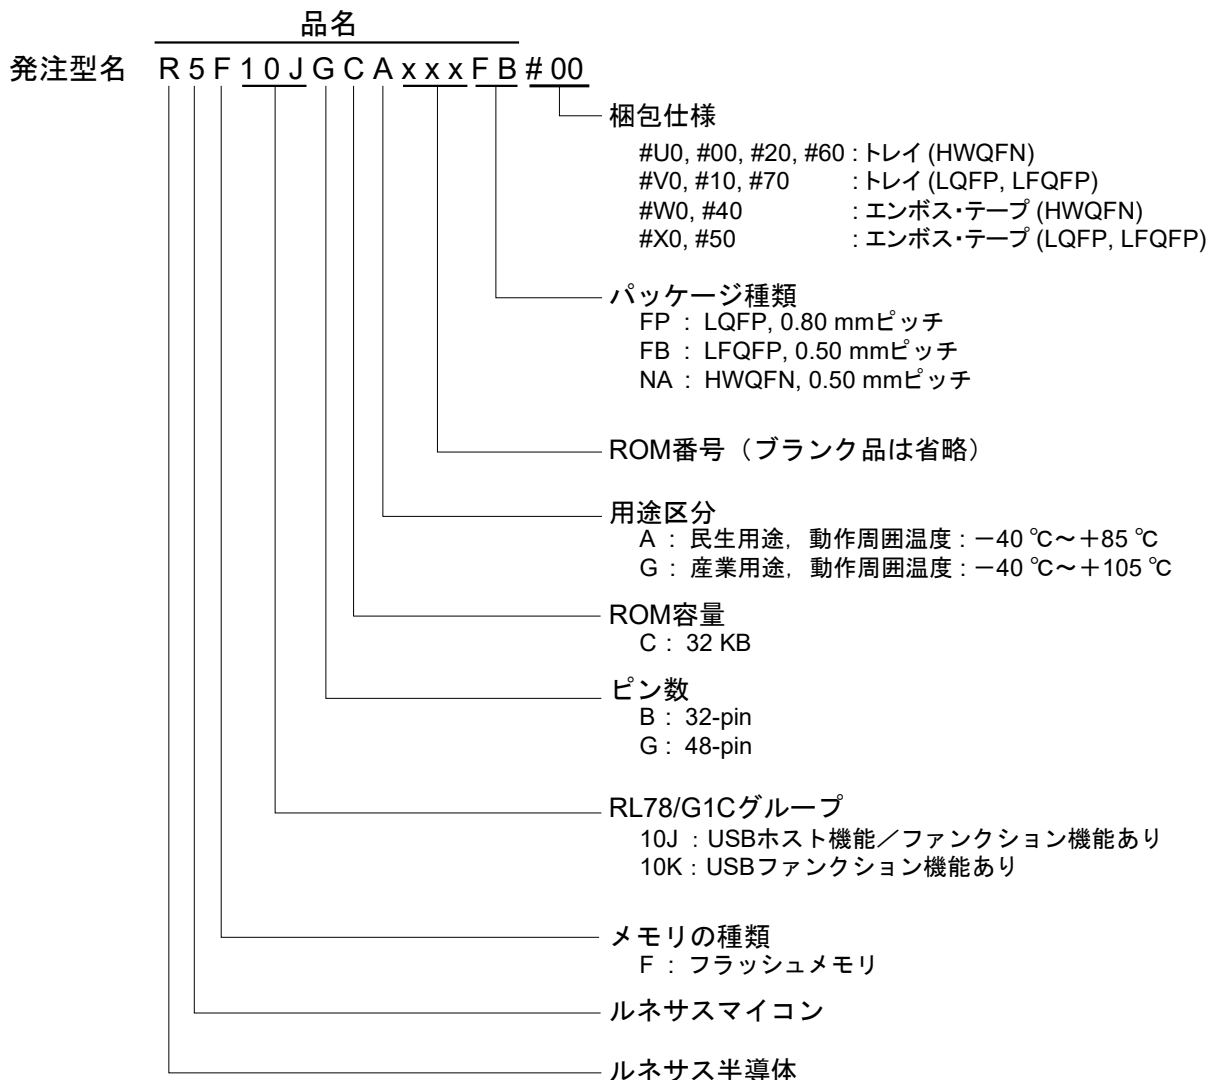 品名
発注型名 R 5 F 1 0 J G C A x x x F B # 00
梱包仕様
#U0, #00, #20, #60 : トレイ (HWQFN)
#V0, #10, #70 : トレイ (LQFP, LFQFP)
#W0, #40 : エンボス・テープ (HWQFN)
#X0, #50 : エンボス・テープ (LQFP, LFQFP)
パッケージ種類
FP : LQFP, 0.80 mmピッチ
FB : LFQFP, 0.50 mmピッチ
NA : HWQFN, 0.50 mmピッチ
ROM番号（ブランク品は省略）
用途区分
A : 民生用途, 動作周囲温度 : －40 ℃～＋85 ℃
G : 産業用途, 動作周囲温度 : －40 ℃～＋105 ℃
ROM容量
C : 32 KB
ピン数
B : 32-pin
G : 48-pin
RL78/G1Cグループ
10J : USBホスト機能／ファンクション機能あり
10K : USBファンクション機能あり
メモリの種類
F : フラッシュメモリ
ルネサスマイコン
ルネサス半導体